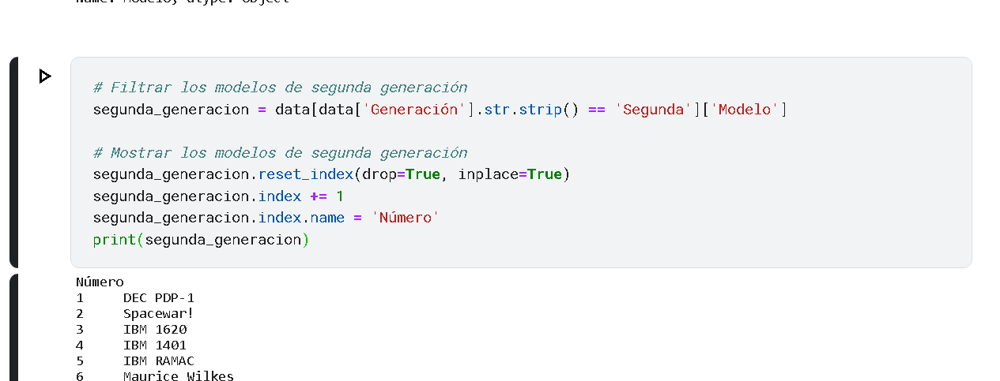 Name: Modelo, dtype: object
# Filtrar los modelos de segunda generación
segunda_generacion = data[data['Generación'].str.strip() == 'Segunda']['Modelo']
# Mostrar los modelos de segunda generación
segunda_generacion.reset_index(drop=True, inplace=True)
segunda_generacion.index += 1
segunda_generacion.index.name = 'Número'
print(segunda_generacion)
Número
1     DEC PDP-1
2     Spacewar!
3     IBM 1620
4     IBM 1401
5     IBM RAMAC
6     Maurice Wilkes